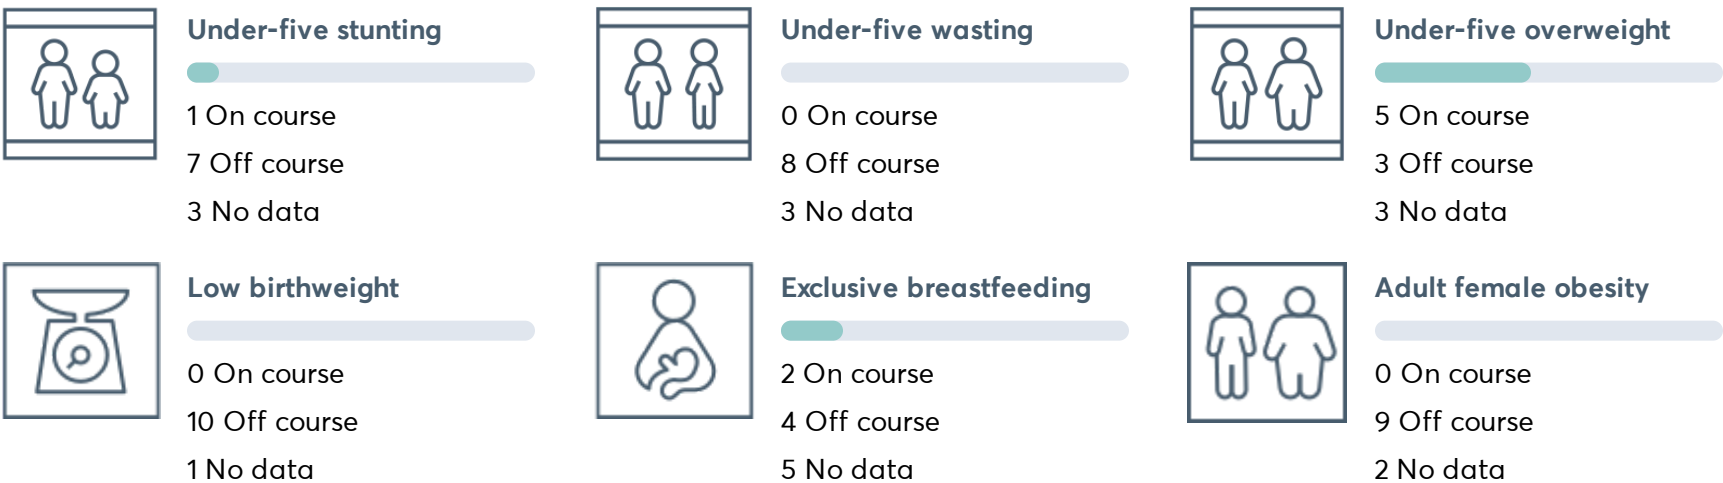 Under-five stunting
1 On course
7 Off course
3 No data
Under-five wasting
0 On course
8 Off course
3 No data
Under-five overweight
5 On course
3 Off course
3 No data
Low birthweight
0 On course
10 Off course
1 No data
Exclusive breastfeeding
2 On course
4 Off course
5 No data
Adult female obesity
0 On course
9 Off course
2 No data